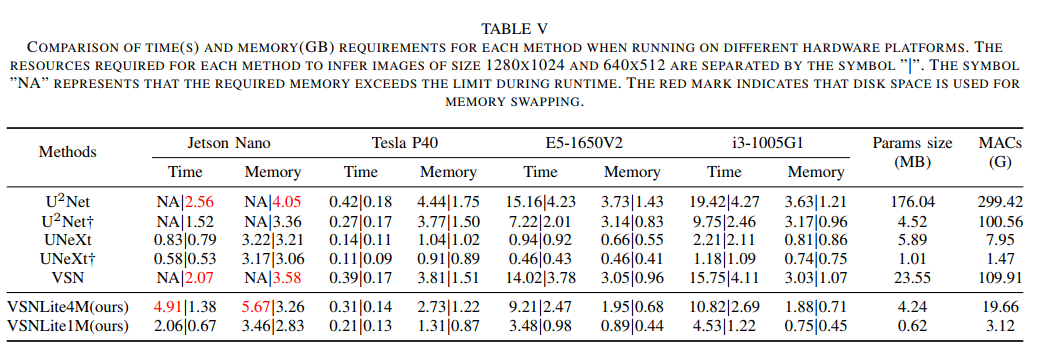 TABLE V
COMPARISON OF TIME(S) AND MEMORY(GB) REQUIREMENTS FOR EACH METHOD WHEN RUNNING ON DIFFERENT HARDWARE PLATFORMS. THE
RESOURCES REQUIRED FOR EACH METHOD TO INFER IMAGES OF SIZE 1280X1024 AND 640X512 ARE SEPARATED BY THE SYMBOL "|". THE SYMBOL
"NA" REPRESENTS THAT THE REQUIRED MEMORY EXCEEDS THE LIMIT DURING RUNTIME. THE RED MARK INDICATES THAT DISK SPACE IS USED FOR
MEMORY SWAPPING.
Methods Jetson Nano Tesla P40 E5-1650V2 i3-1005G1 Params size (MB) MACs (G)
Time Memory Time Memory Time Memory Time Memory
U²Net NA|2.56 NA|4.05 0.42|0.18 4.44|1.75 15.16|4.23 3.73|1.43 19.42|4.27 3.63|1.21 176.04 299.42
U²Net† NA|1.52 NA|3.36 0.27|0.17 3.77|1.50 7.22|2.01 3.14|0.83 9.75|2.46 3.17|0.96 4.52 100.56
UNeXt 0.83|0.79 3.22|3.21 0.14|0.11 1.04|1.02 0.94|0.92 0.66|0.55 2.21|2.11 0.81|0.86 5.89 7.95
UNeXt† 0.58|0.53 3.17|3.06 0.11|0.09 0.91|0.89 0.46|0.43 0.46|0.41 1.18|1.09 0.74|0.75 1.01 1.47
VSN NA|2.07 NA|3.58 0.39|0.17 3.81|1.51 14.02|3.78 3.05|0.96 15.75|4.11 3.03|1.07 23.55 109.91
VSNLite4M(ours) 4.91|1.38 5.67|3.26 0.31|0.14 2.73|1.22 9.21|2.47 1.95|0.68 10.82|2.69 1.88|0.71 4.24 19.66
VSNLite1M(ours) 2.06|0.67 3.46|2.83 0.21|0.13 1.31|0.87 3.48|0.98 0.89|0.44 4.53|1.22 0.75|0.45 0.62 3.12